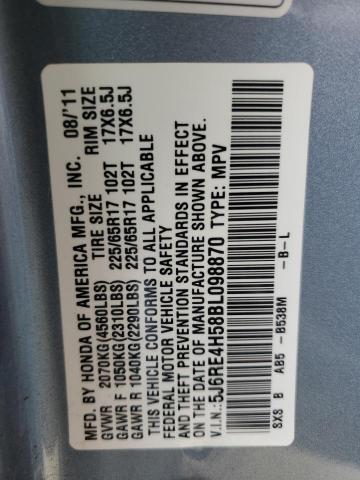 MFD. BY HONDA OF AMERICA MFG., INC. 08/'11
TIRE SIZE RIM SIZE
GVWR 2070KG(4560LBS)
GAWR F 1050KG(2310LBS) 225/65R17 102T 17X6.5J
GAWR R 1040KG(2290LBS) 225/65R17 102T 17X6.5J
THIS VEHICLE CONFORMS TO ALL APPLICABLE
FEDERAL MOTOR VEHICLE SAFETY
AND THEFT PREVENTION STANDARDS IN EFFECT
ON THE DATE OF MANUFACTURE SHOWN ABOVE.
V.I.N.: 5J6RE4H58BL098870 TYPE: MPV
SXS B AB5 -B538M -B-L